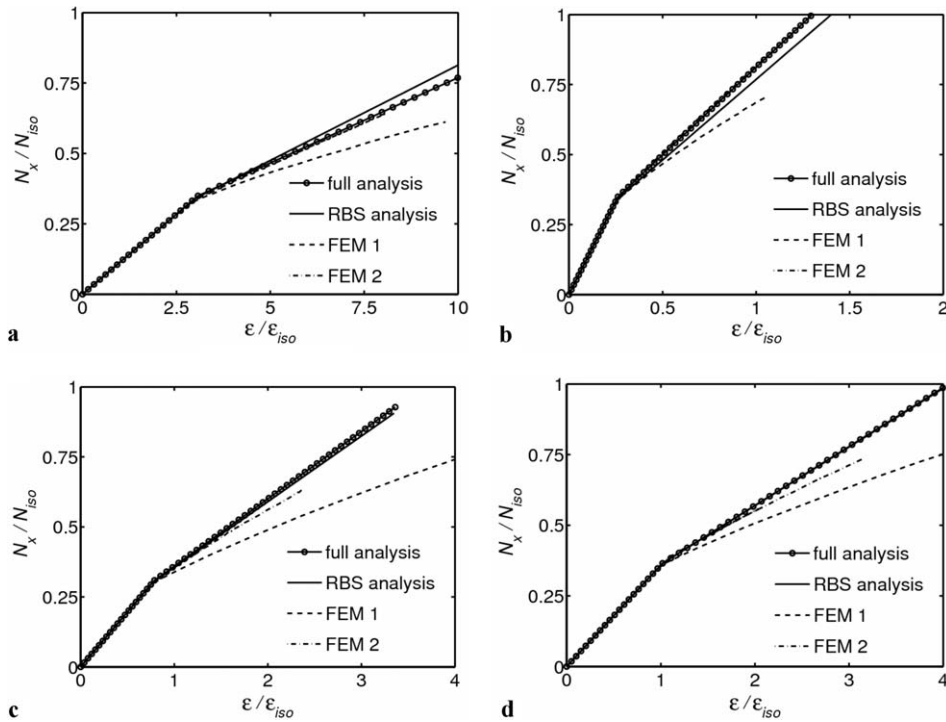 1
0.75
0.5
0.25
0
N_x / N_iso
full analysis
RBS analysis
FEM 1
FEM 2
0 2.5 5 7.5 10
ε/ε_iso
a
1
0.75
0.5
0.25
0
N_x / N_iso
full analysis
RBS analysis
FEM 1
FEM 2
0 0.5 1 1.5 2
ε/ε_iso
b
1
0.75
0.5
0.25
0
N_x / N_iso
full analysis
RBS analysis
FEM 1
FEM 2
0 1 2 3 4
ε/ε_iso
c
1
0.75
0.5
0.25
0
N_x / N_iso
full analysis
RBS analysis
FEM 1
FEM 2
0 1 2 3 4
ε/ε_iso
d